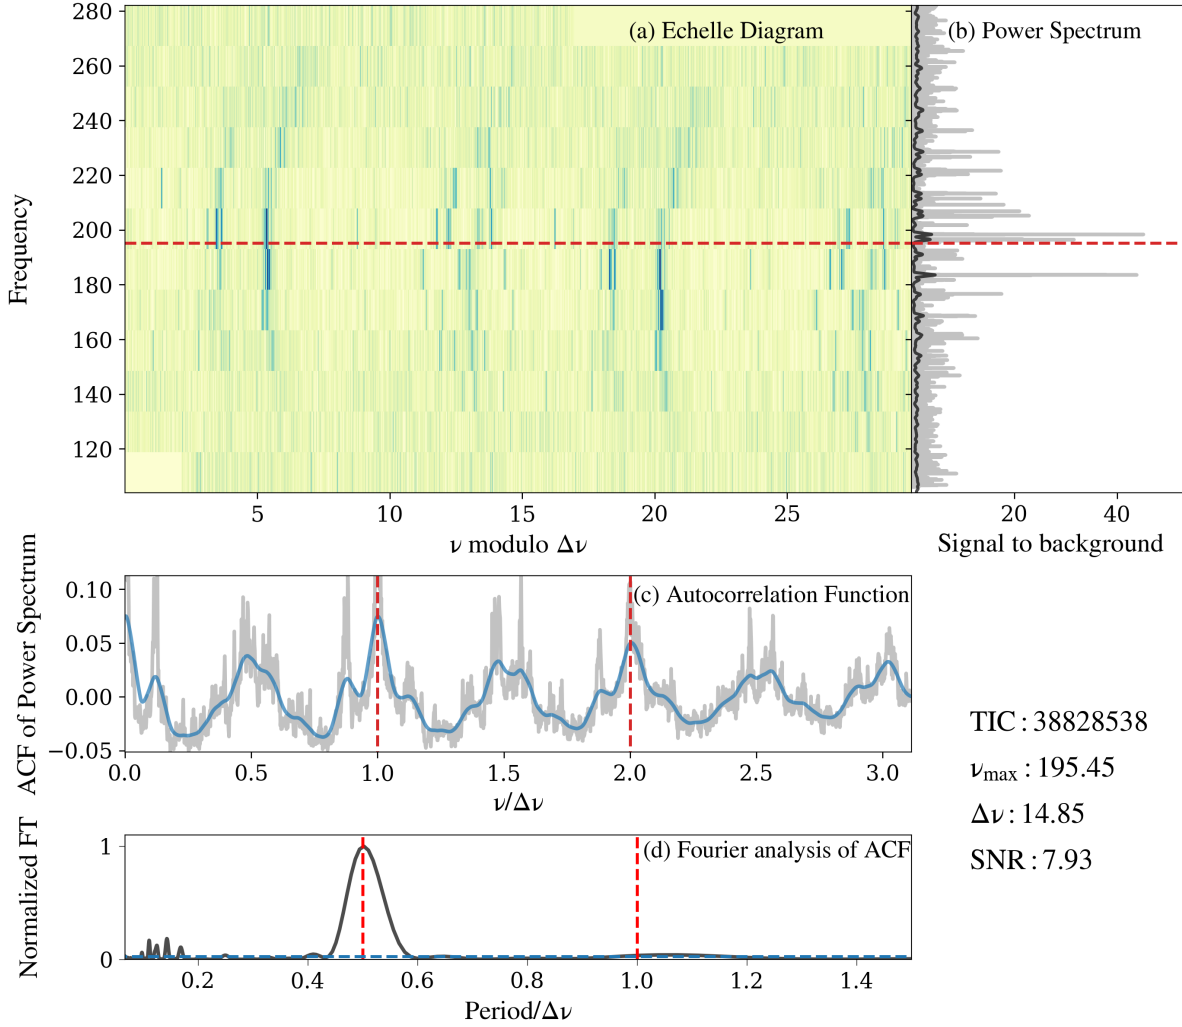 (a) Echelle Diagram
(b) Power Spectrum
280
260
240
220
200
180
160
140
120
Frequency
5
10
15
20
25
20
40
ν modulo Δν
Signal to background
(c) Autocorrelation Function
0.10
0.05
0.00
−0.05
ACF of Power Spectrum
0.0
0.5
1.0
1.5
2.0
2.5
3.0
ν/Δν
TIC : 38828538
νmax : 195.45
Δν : 14.85
SNR : 7.93
(d) Fourier analysis of ACF
1
0
Normalized FT
0.2
0.4
0.6
0.8
1.0
1.2
1.4
Period/Δν